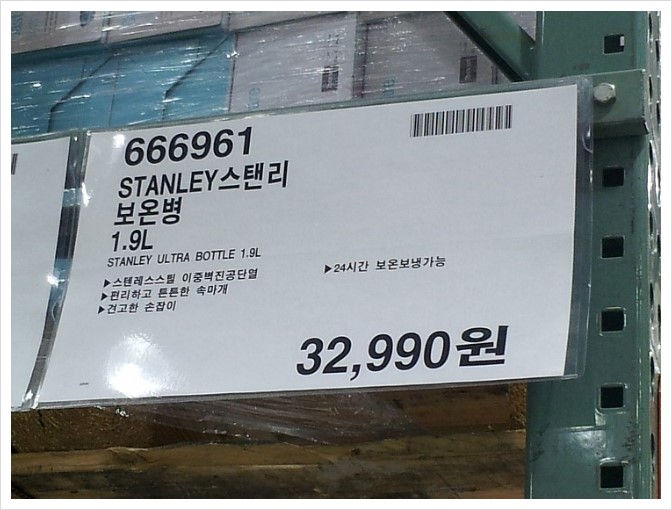 666961
STANLEY스탠리
보온병
1.9L
STANLEY ULTRA BOTTLE 1.9L
▶스텐레스스틸 이중벽진공단열
▶편리하고 튼튼한 속마개
▶견고한 손잡이
▶24시간 보온보냉가능
32,990원